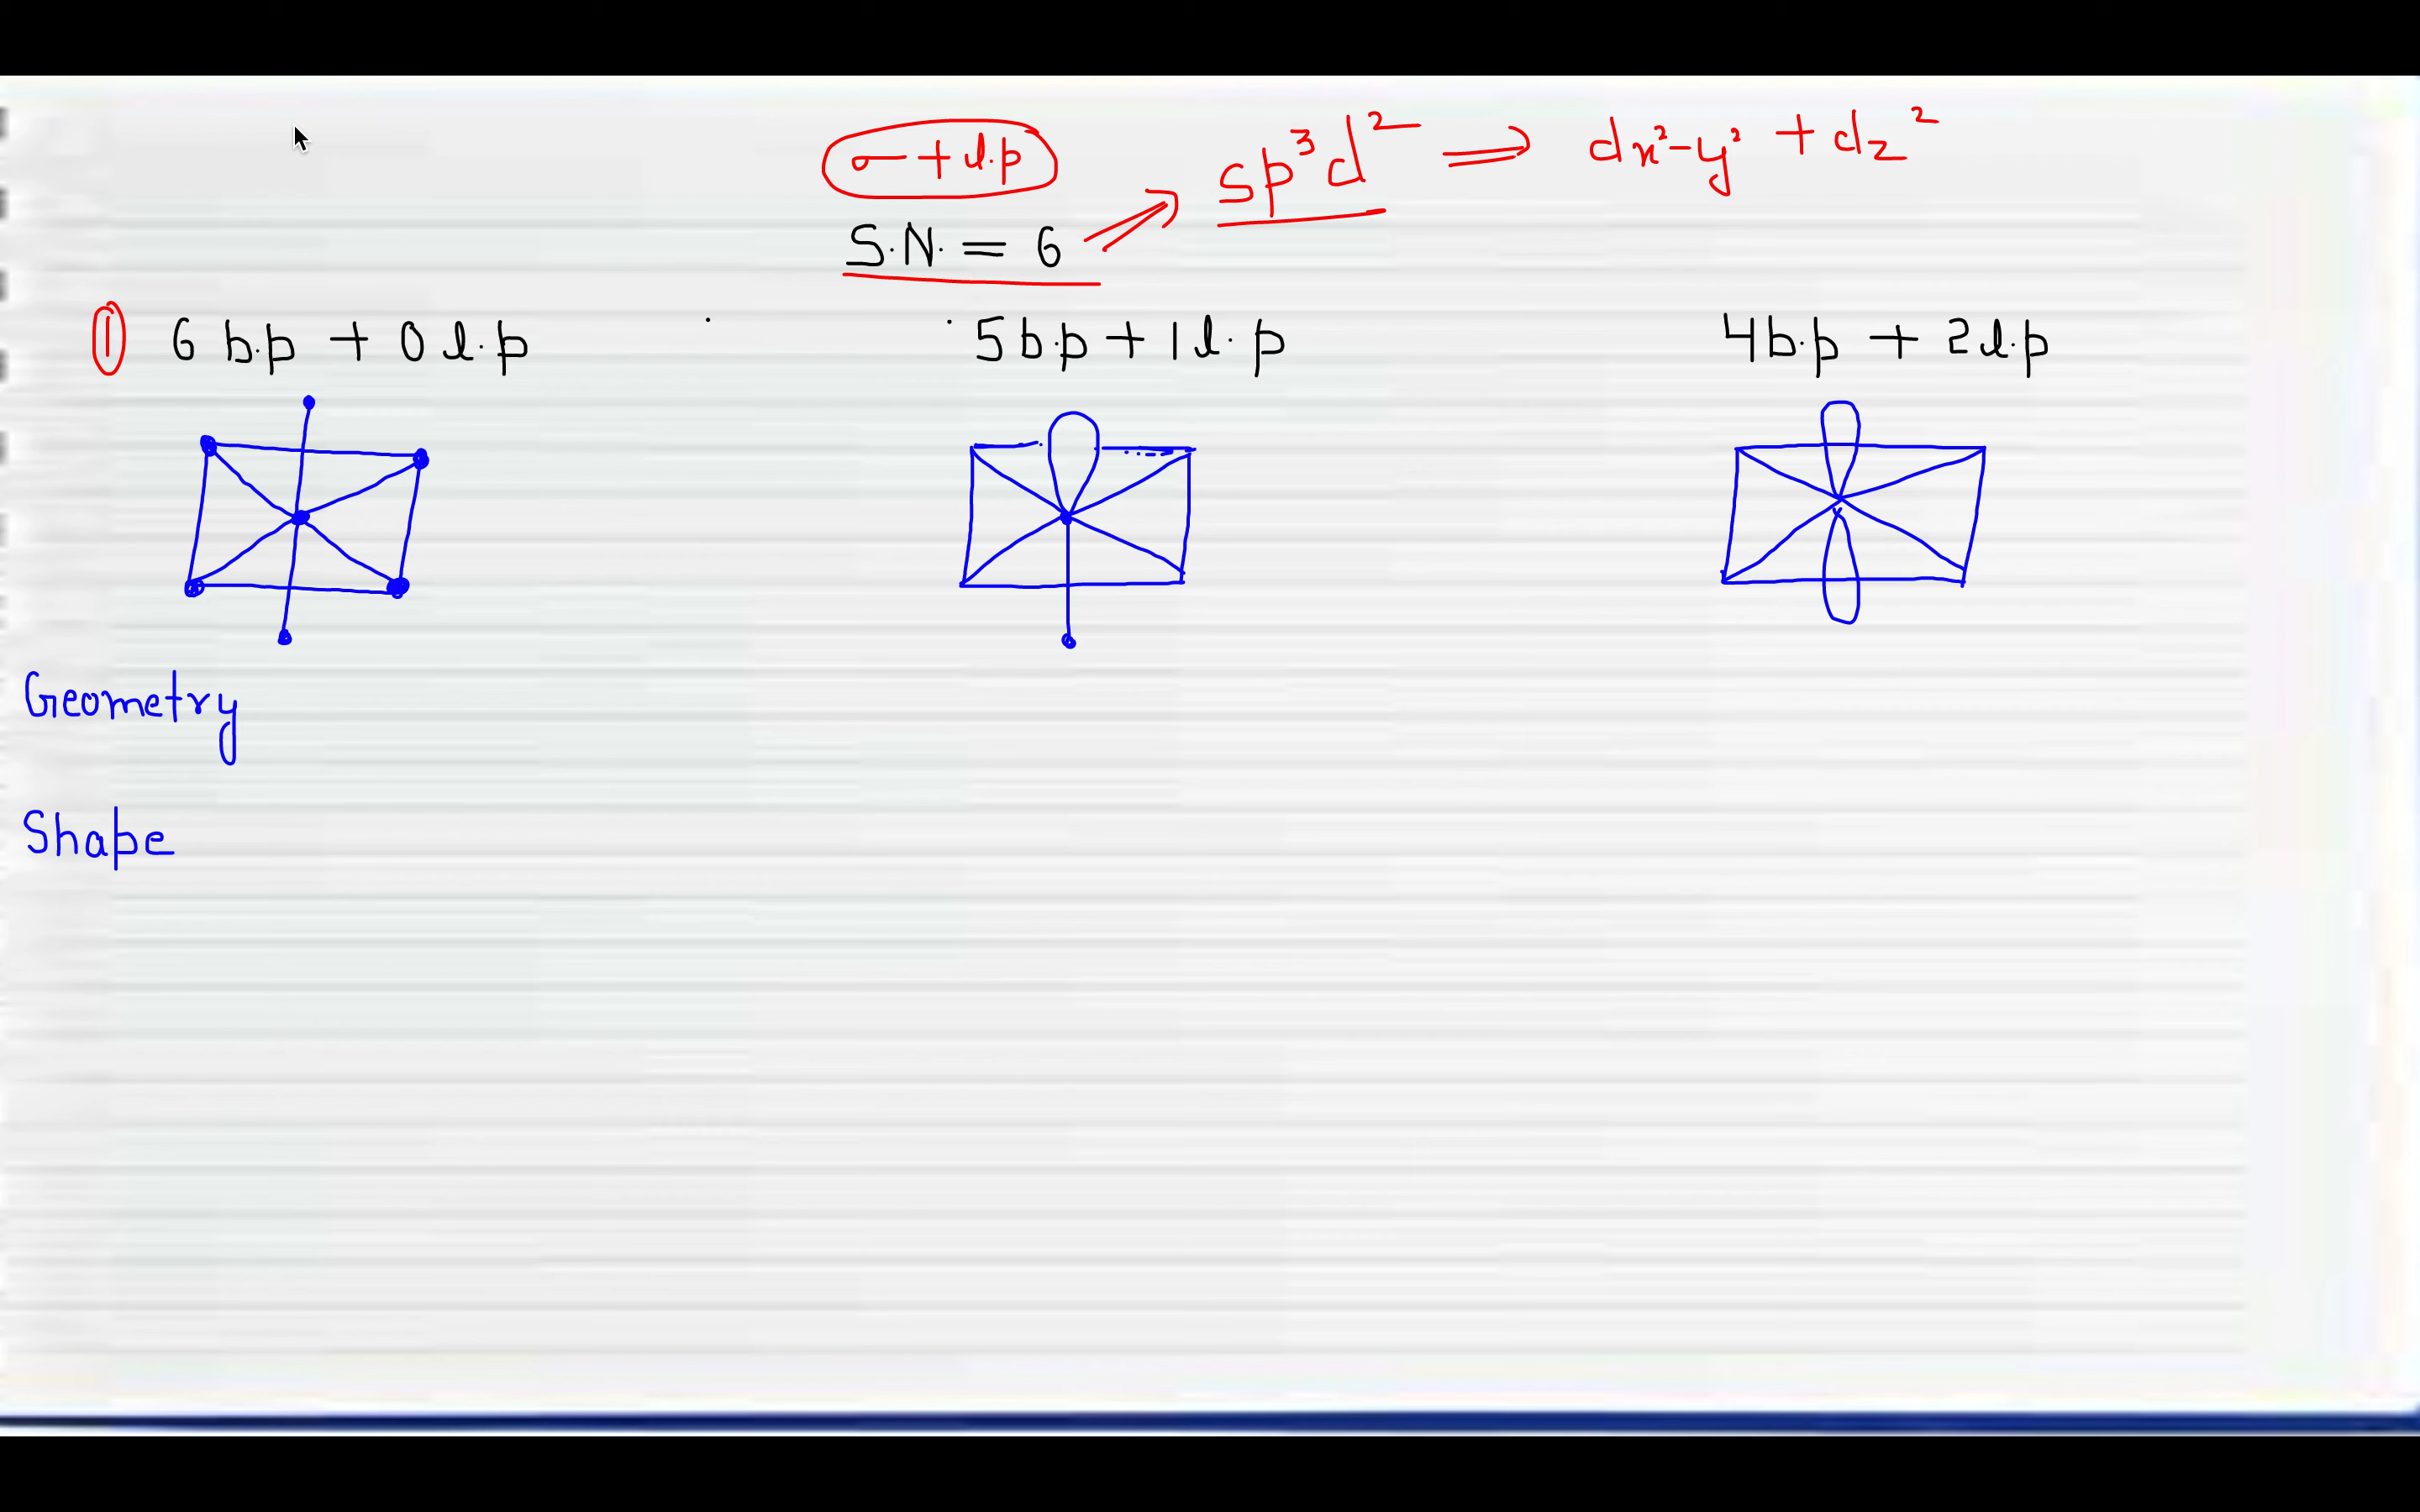 σ + l.p
sp³d² ⟹ dx²-y² + dz²
S.N. = 6
① 6 b.p + 0 l.p
5 b.p + 1 l.p
4 b.p + 2 l.p
Geometry
Shape